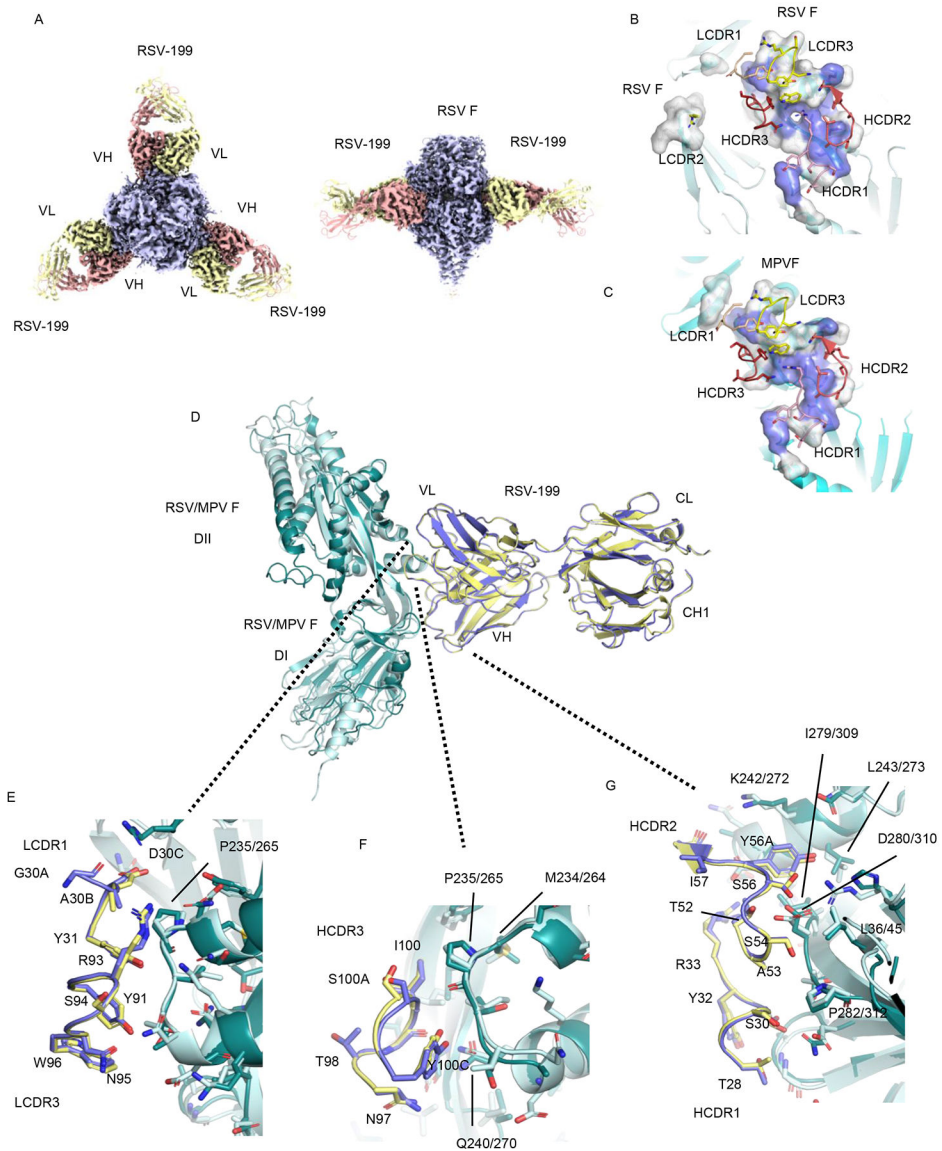 A
RSV-199
VH
VL
VL
VH
VH
VL
RSV-199
RSV-199
RSV F
RSV-199
RSV-199
B
RSV F
LCDR1
LCDR3
RSV F
LCDR2
HCDR3
HCDR2
HCDR1
C
MPVF
LCDR3
LCDR1
HCDR3
HCDR2
HCDR1
D
RSV/MPV F
DII
RSV/MPV F
DI
VL
RSV-199
CL
VH
CH1
E
LCDR1
G30A
D30C
P235/265
A30B
Y31
R93
S94
Y91
W96
N95
LCDR3
F
P235/265
M234/264
HCDR3
I100
S100A
T98
Y100C
N97
Q240/270
G
I279/309
K242/272
L243/273
HCDR2
Y56A
D280/310
I57
S56
T52
L36/45
S54
R33
A53
Y32
S30
P282/312
T28
HCDR1